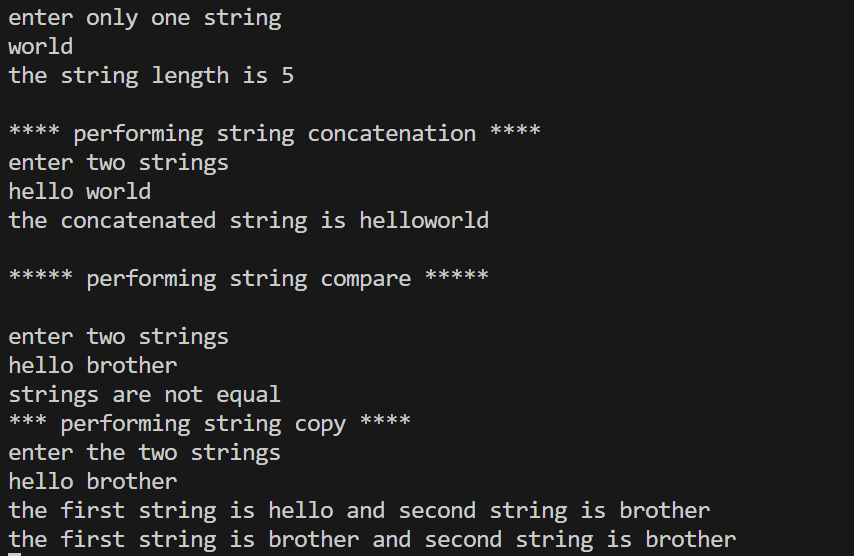 enter only one string
world
the string length is 5
**** performing string concatenation ****
enter two strings
hello world
the concatenated string is helloworld
***** performing string compare *****
enter two strings
hello brother
strings are not equal
*** performing string copy ****
enter the two strings
hello brother
the first string is hello and second string is brother
the first string is brother and second string is brother